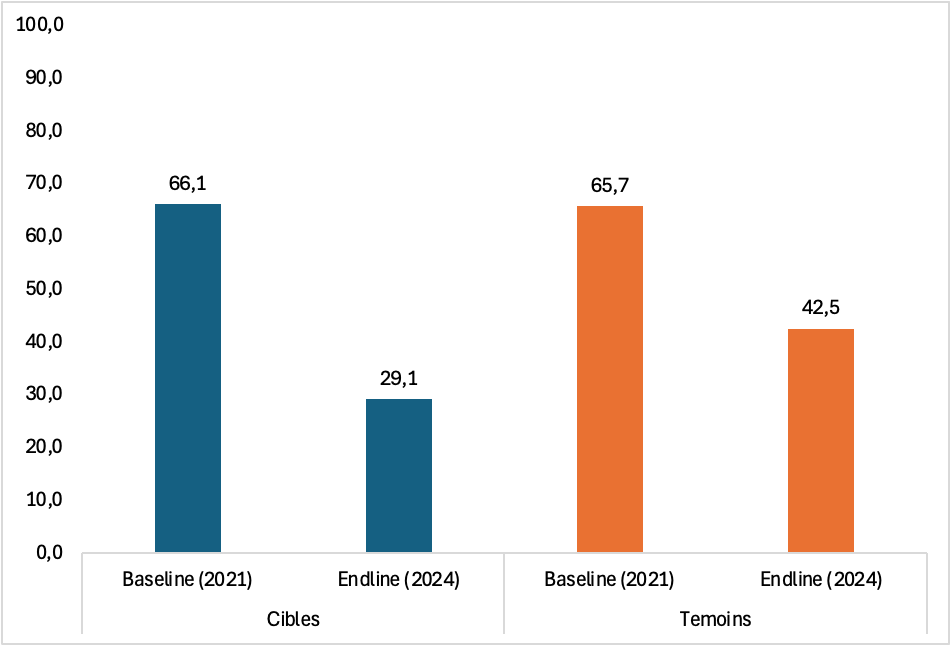 100,0
90,0
80,0
70,0
60,0
50,0
40,0
30,0
20,0
10,0
0,0
66,1
29,1
65,7
42,5
Baseline (2021)
Endline (2024)
Baseline (2021)
Endline (2024)
Cibles
Temoins